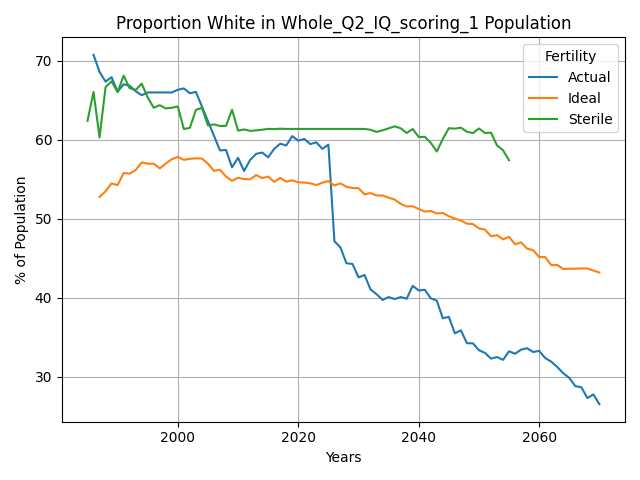 Proportion White in Whole_Q2_IQ_scoring_1 Population
Fertility
Actual
Ideal
Sterile
% of Population
70
60
50
40
30
2000
2020
2040
2060
Years